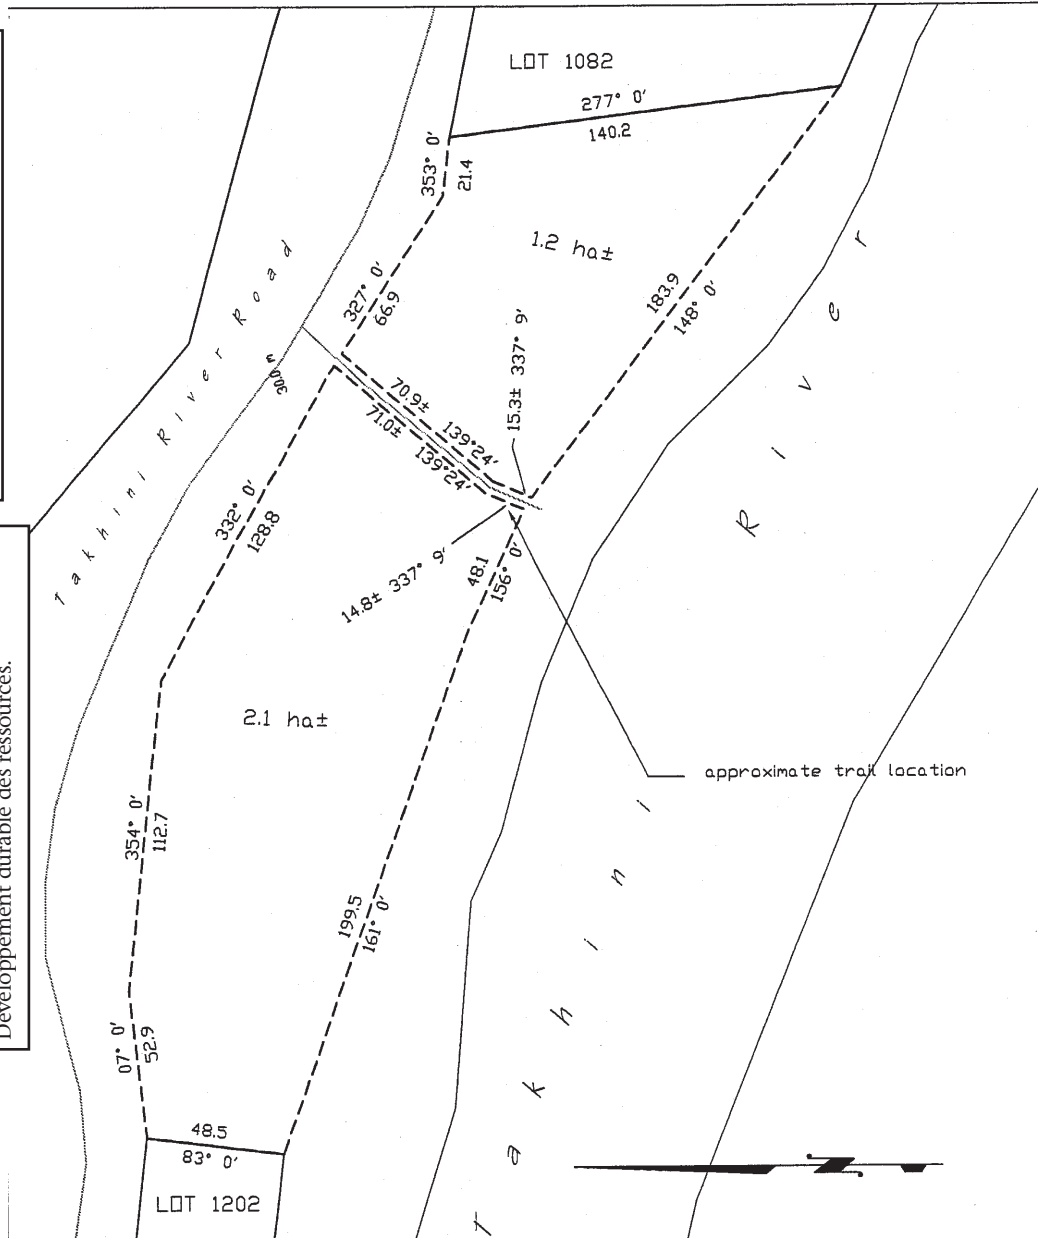 LOT 1082
277° 0′
140.2
353° 0′
21.4
1.2 ha±
327° 0′
66.9
183.9
148° 0′
Takhini River Road
300 m
15.3± 337° 9′
70.9±
139°24′
71.0±
139°24′
332° 0′
128.8
14.8± 337° 9′
48.1
156° 0′
2.1 ha±
approximate trail location
Développement durable des ressources.
354° 0′
112.7
199.5
161° 0′
Takhini River
07° 0′
52.9
48.5
83° 0′
LOT 1202
N